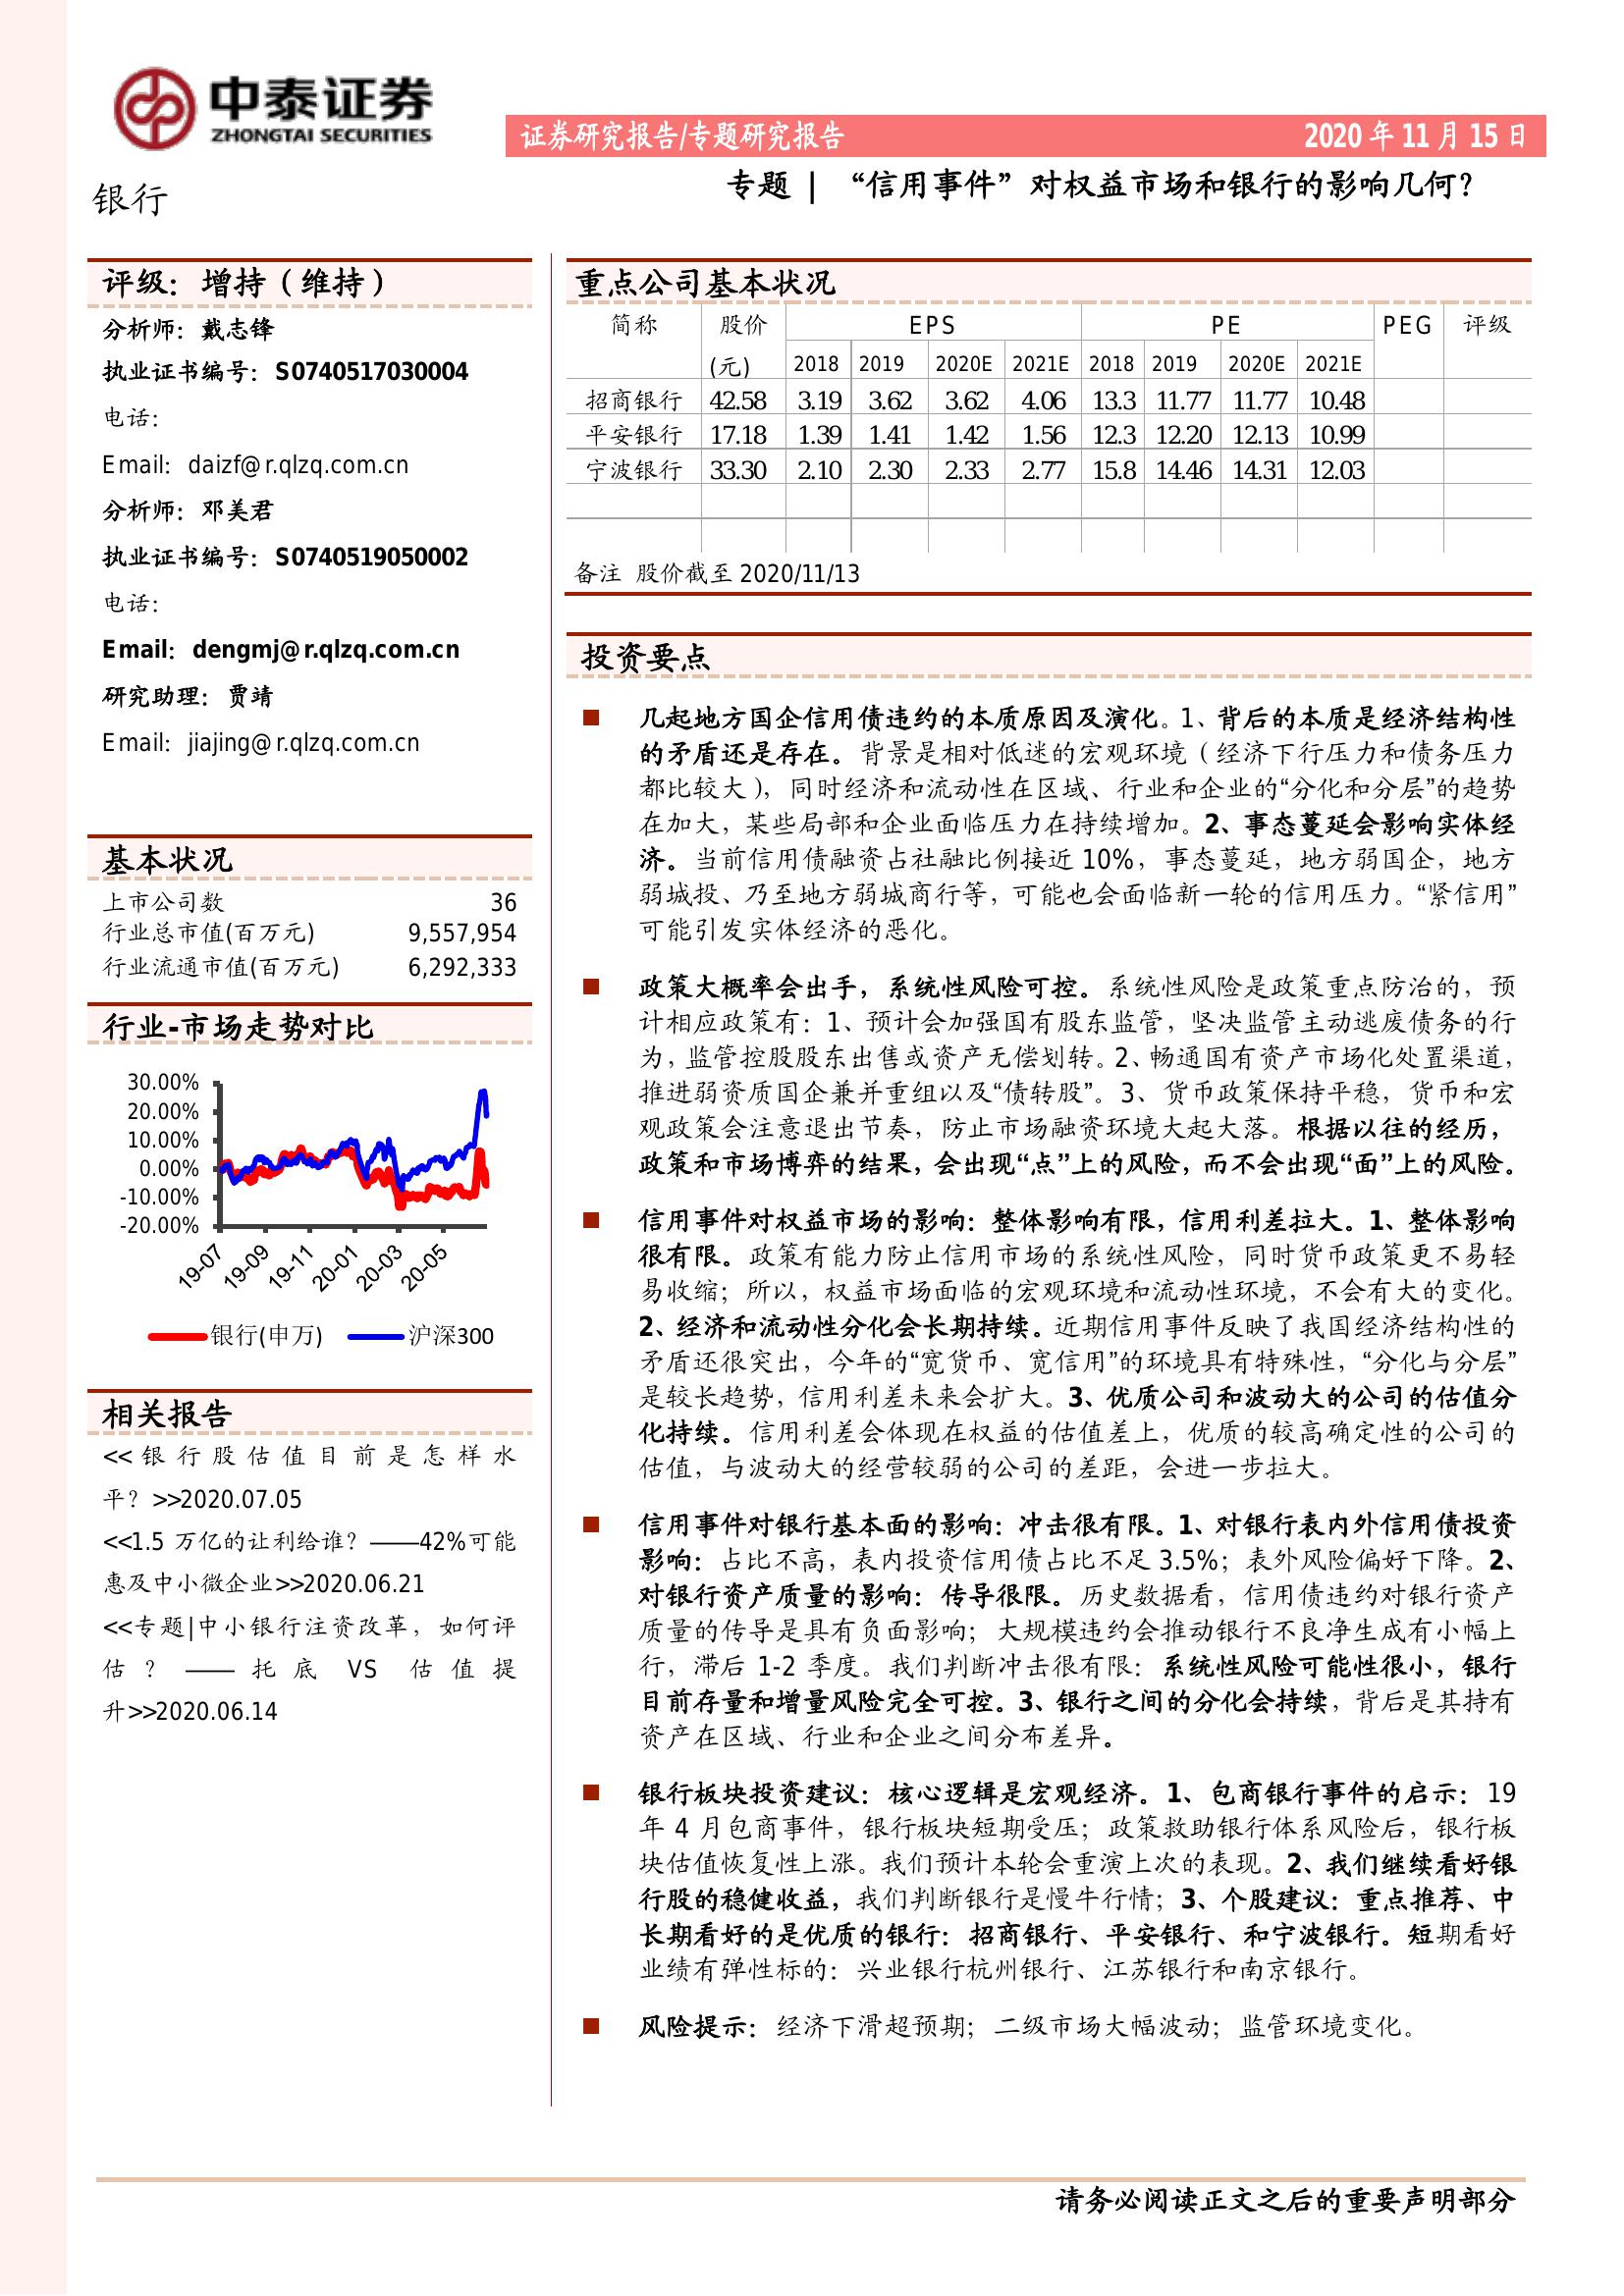 中泰证券
ZHONGTAI SECURITIES
证券研究报告/专题研究报告 2020 年 11 月 15 日
银行
专题 | “信用事件”对权益市场和银行的影响几何？
评级：增持（维持）
分析师：戴志锋
执业证书编号：S0740517030004
电话：
Email：daizf@r.qlzq.com.cn
分析师：邓美君
执业证书编号：S0740519050002
电话：
Email：dengmj@r.qlzq.com.cn
研究助理：贾靖
Email：jiajing@r.qlzq.com.cn
基本状况
上市公司数 36
行业总市值(百万元) 9,557,954
行业流通市值(百万元) 6,292,333
行业-市场走势对比
30.00%
20.00%
10.00%
0.00%
-10.00%
-20.00%
19-07 19-09 19-11 20-01 20-03 20-05
银行(申万) 沪深300
相关报告
<<银行股估值目前是怎样水
平？>>2020.07.05
<<1.5 万亿的让利给谁？——42%可能
惠及中小微企业>>2020.06.21
<<专题|中小银行注资改革，如何评
估？——托底 VS 估值提
升>>2020.06.14
重点公司基本状况
简称 股价 EPS PE PEG 评级
(元) 2018 2019 2020E 2021E 2018 2019 2020E 2021E
招商银行 42.58 3.19 3.62 3.62 4.06 13.3 11.77 11.77 10.48
平安银行 17.18 1.39 1.41 1.42 1.56 12.3 12.20 12.13 10.99
宁波银行 33.30 2.10 2.30 2.33 2.77 15.8 14.46 14.31 12.03
备注 股价截至 2020/11/13
投资要点
■ 几起地方国企信用债违约的本质原因及演化。1、背后的本质是经济结构性
的矛盾还是存在。背景是相对低迷的宏观环境（经济下行压力和债务压力
都比较大），同时经济和流动性在区域、行业和企业的“分化和分层”的趋势
在加大，某些局部和企业面临压力在持续增加。2、事态蔓延会影响实体经
济。当前信用债融资占社融比例接近 10%，事态蔓延，地方弱国企，地方
弱城投、乃至地方弱城商行等，可能也会面临新一轮的信用压力。“紧信用”
可能引发实体经济的恶化。
■ 政策大概率会出手，系统性风险可控。系统性风险是政策重点防治的，预
计相应政策有：1、预计会加强国有股东监管，坚决监管主动逃废债务的行
为，监管控股股东出售或资产无偿划转。2、畅通国有资产市场化处置渠道，
推进弱资质国企兼并重组以及“债转股”。3、货币政策保持平稳，货币和宏
观政策会注意退出节奏，防止市场融资环境大起大落。根据以往的经历，
政策和市场博弈的结果，会出现“点”上的风险，而不会出现“面”上的风险。
■ 信用事件对权益市场的影响：整体影响有限，信用利差拉大。1、整体影响
很有限。政策有能力防止信用市场的系统性风险，同时货币政策更不易轻
易收缩；所以，权益市场面临的宏观环境和流动性环境，不会有大的变化。
2、经济和流动性分化会长期持续。近期信用事件反映了我国经济结构性的
矛盾还很突出，今年的“宽货币、宽信用”的环境具有特殊性，“分化与分层”
是较长趋势，信用利差未来会扩大。3、优质公司和波动大的公司的估值分
化持续。信用利差会体现在权益的估值差上，优质的较高确定性的公司的
估值，与波动大的经营较弱的公司的差距，会进一步拉大。
■ 信用事件对银行基本面的影响：冲击很有限。1、对银行表内外信用债投资
影响：占比不高，表内投资信用债占比不足 3.5%；表外风险偏好下降。2、
对银行资产质量的影响：传导很限。历史数据看，信用债违约对银行资产
质量的传导是具有负面影响；大规模违约会推动银行不良净生成有小幅上
行，滞后 1-2 季度。我们判断冲击很有限：系统性风险可能性很小，银行
目前存量和增量风险完全可控。3、银行之间的分化会持续，背后是其持有
资产在区域、行业和企业之间分布差异。
■ 银行板块投资建议：核心逻辑是宏观经济。1、包商银行事件的启示：19
年 4 月包商事件，银行板块短期受压；政策救助银行体系风险后，银行板
块估值恢复性上涨。我们预计本轮会重演上次的表现。2、我们继续看好银
行股的稳健收益，我们判断银行是慢牛行情；3、个股建议：重点推荐、中
长期看好的是优质的银行：招商银行、平安银行、和宁波银行。短期看好
业绩有弹性标的：兴业银行杭州银行、江苏银行和南京银行。
■ 风险提示：经济下滑超预期；二级市场大幅波动；监管环境变化。
请务必阅读正文之后的重要声明部分